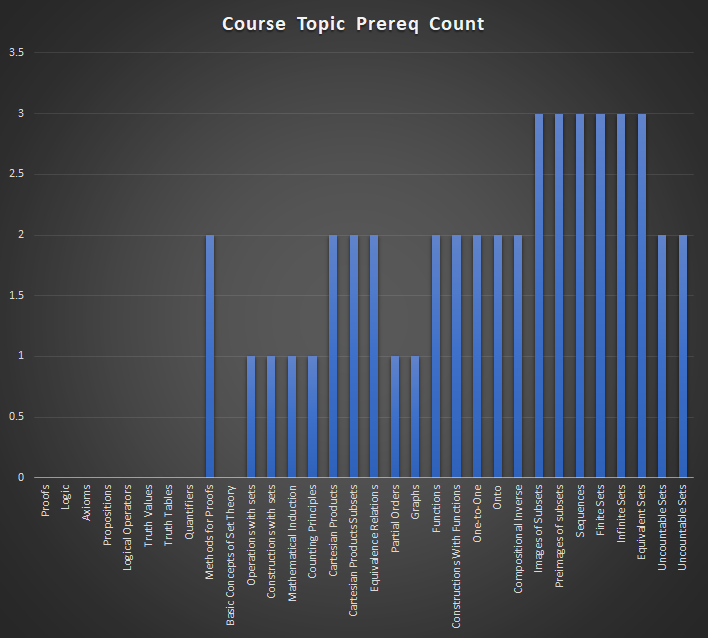 Course Topic Prereq Count
3.5
3
2.5
2
1.5
1
0.5
0
Proofs
Logic
Axioms
Propositions
Logical Operators
Truth Values
Truth Tables
Quantifiers
Methods for Proofs
Basic Concepts of Set Theory
Operations with sets
Constructions with sets
Mathematical Induction
Counting Principles
Cartesian Products
Cartesian Products Subsets
Equivalence Relations
Partial Orders
Graphs
Functions
Constructions With Functions
One-to-One
Onto
Compositional Inverse
Images of Subsets
Preimages of subsets
Sequences
Finite Sets
Infinite Sets
Equivalent Sets
Uncountable Sets
Uncountable Sets